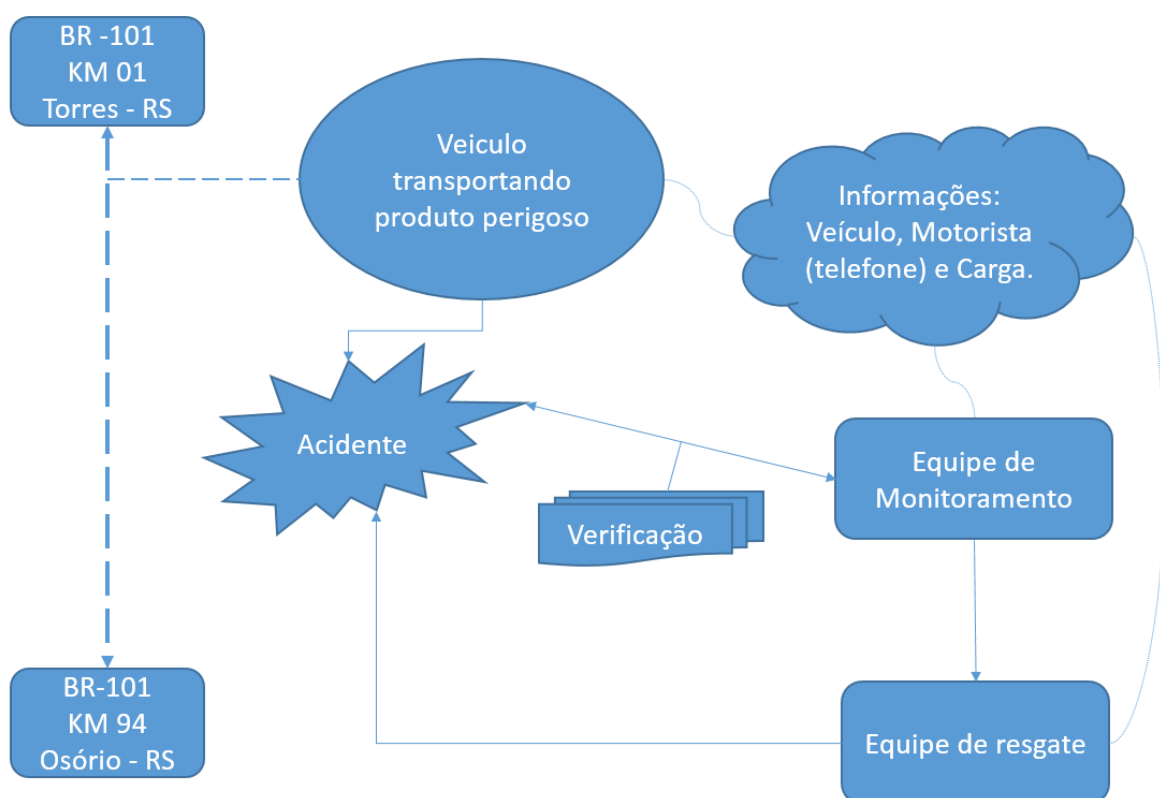 BR -101
KM 01
Torres - RS
Veiculo
transportando
produto perigoso
Informações:
Veículo, Motorista
(telefone) e Carga.
Acidente
Equipe de
Monitoramento
Verificação
BR-101
KM 94
Osório - RS
Equipe de resgate